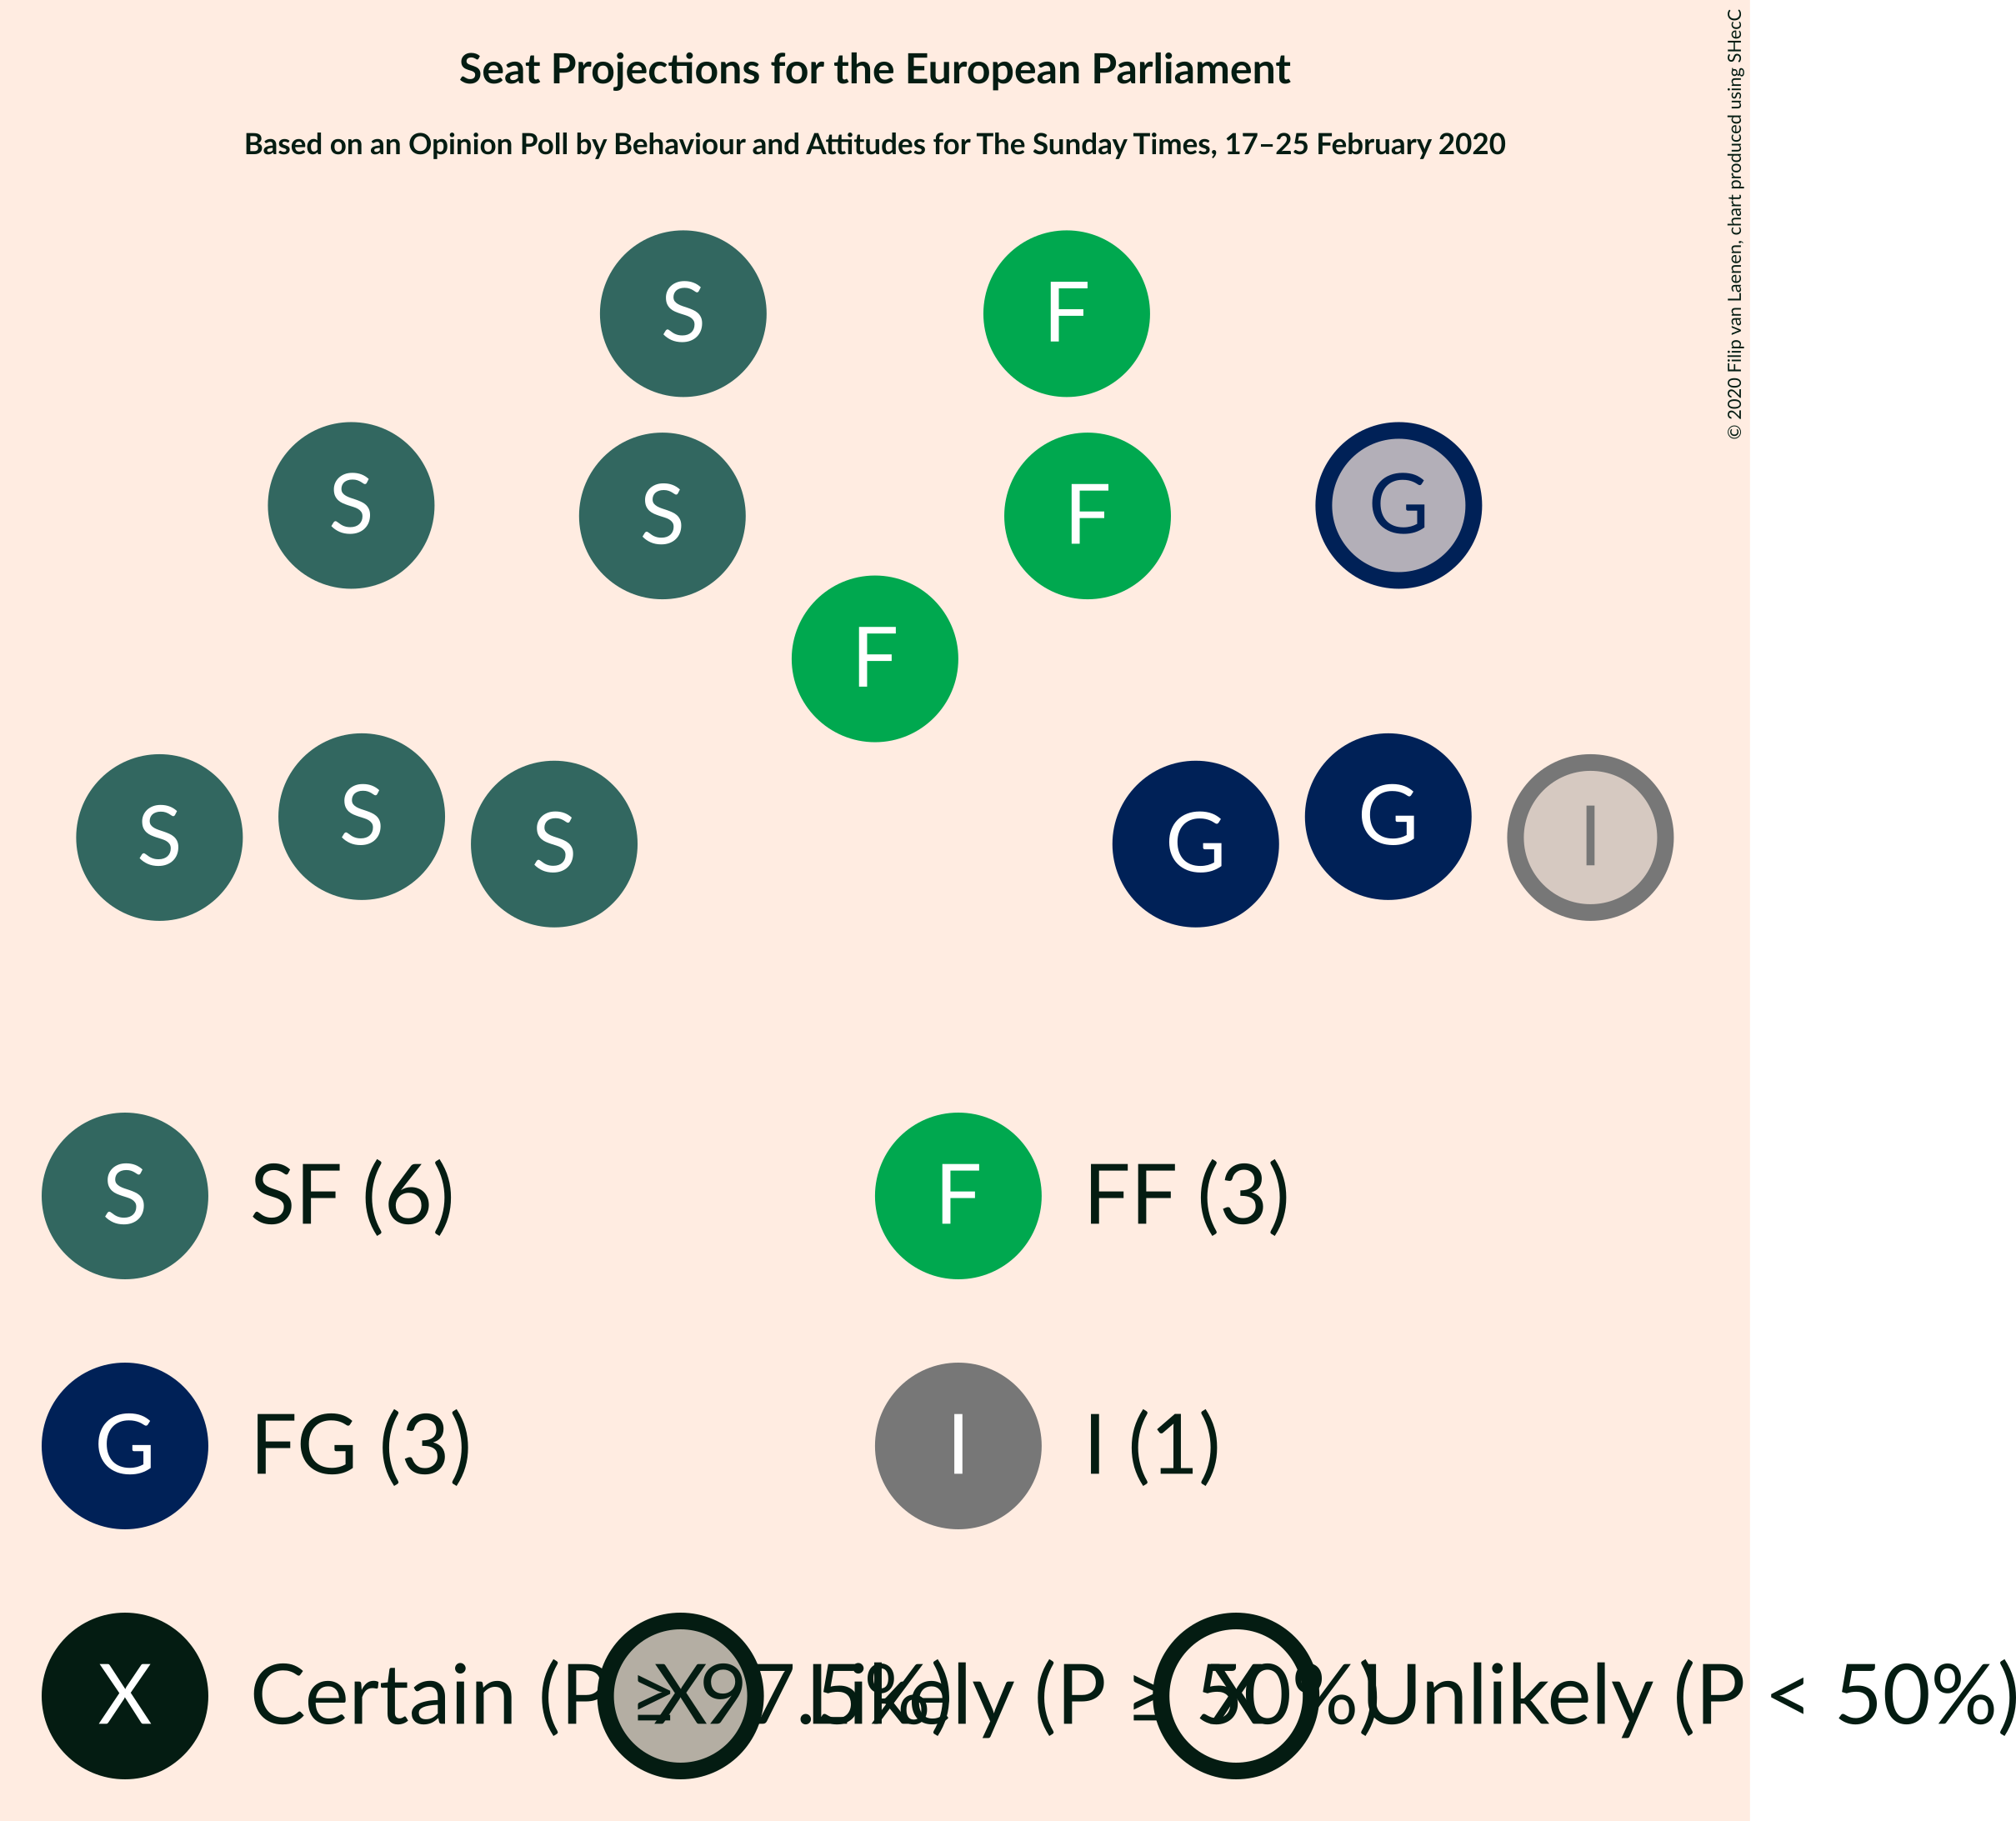 Seat Projections for the European Parliament
Based on an Opinion Poll by Behaviour and Attitudes for The Sunday Times, 17–25 February 2020
© 2020 Filip van Laenen, chart produced using SHecC
S F
S S F G
F
S S S G G I
S SF (6) F FF (3)
G FG (3) I I (1)
X Certain (P ≥ 97.5%) X Likely (P ≥ 50%) X Unlikely (P < 50%)